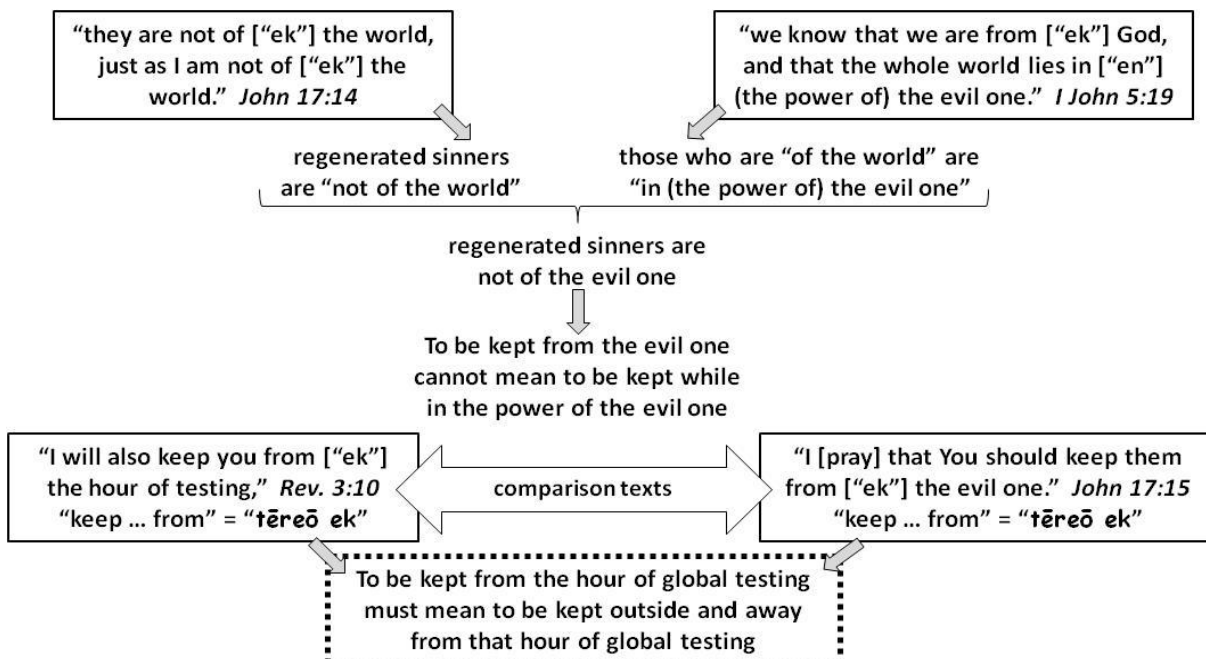 “they are not of [“ek”] the world,
just as I am not of [“ek”] the
world.” John 17:14
“we know that we are from [“ek”] God,
and that the whole world lies in [“en”]
(the power of) the evil one.” I John 5:19
regenerated sinners
are “not of the world”
those who are “of the world” are
“in (the power of) the evil one”
regenerated sinners are
not of the evil one
To be kept from the evil one
cannot mean to be kept while
in the power of the evil one
“I will also keep you from [“ek”]
the hour of testing,” Rev. 3:10
“keep ... from” = “tēreō ek”
comparison texts
“I [pray] that You should keep them
from [“ek”] the evil one.” John 17:15
“keep ... from” = “tēreō ek”
To be kept from the hour of global testing
must mean to be kept outside and away
from that hour of global testing